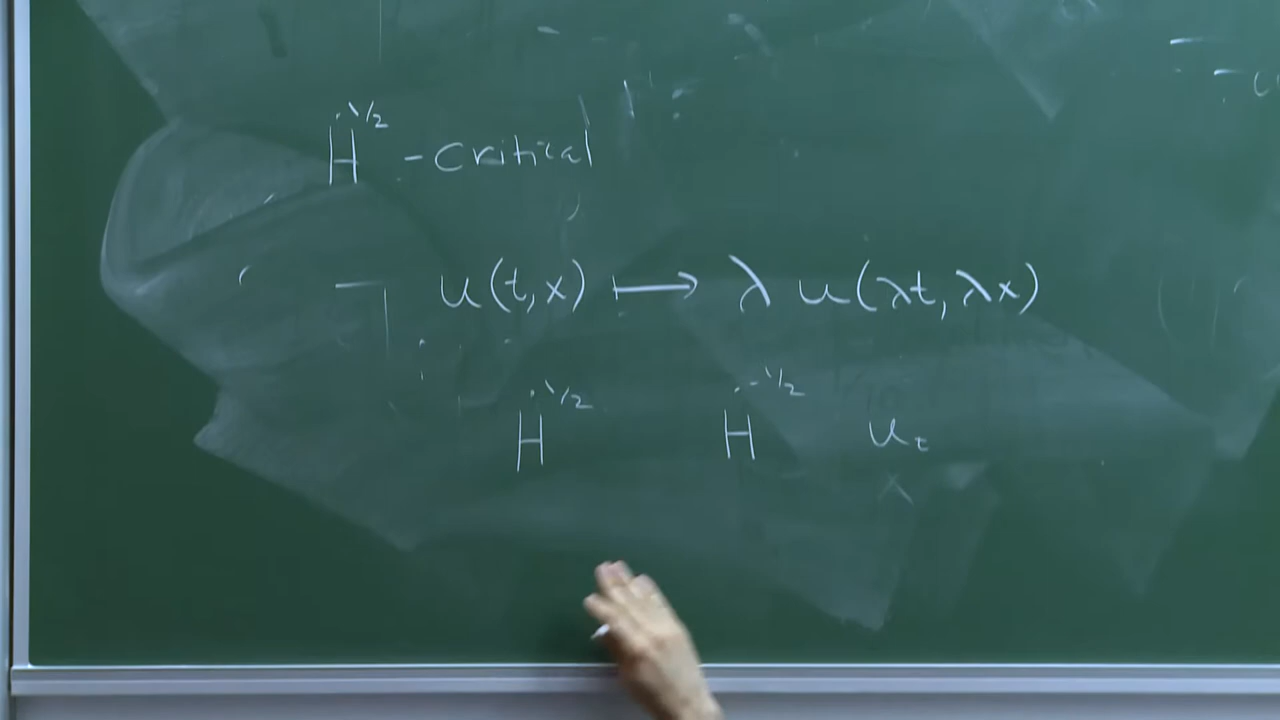 Ḣ^{1/2} - critical
u(t,x) ⟼ λ u(λt, λx)
Ḣ^{1/2} Ḣ^{-1/2} u_t